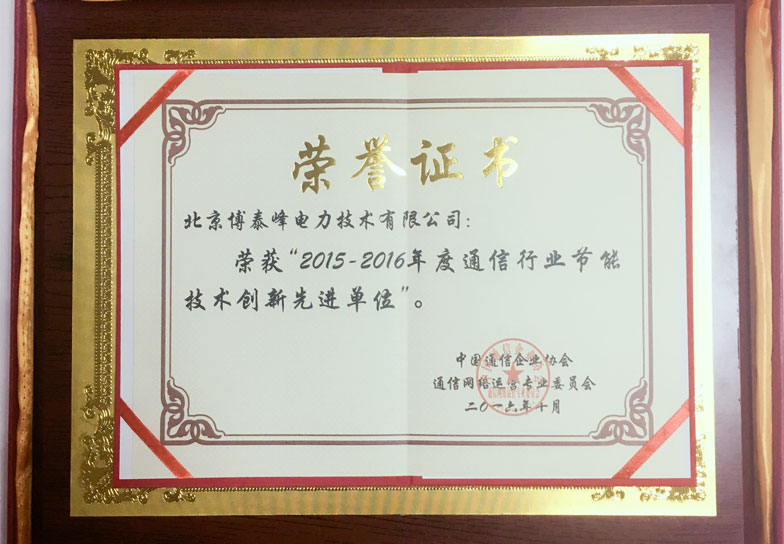 荣誉证书
北京博泰峰电力技术有限公司：
荣获“2015-2016年度通信行业节能
技术创新先进单位”。
中国通信企业协会
通信网络运营专业委员会
二〇一六年十月